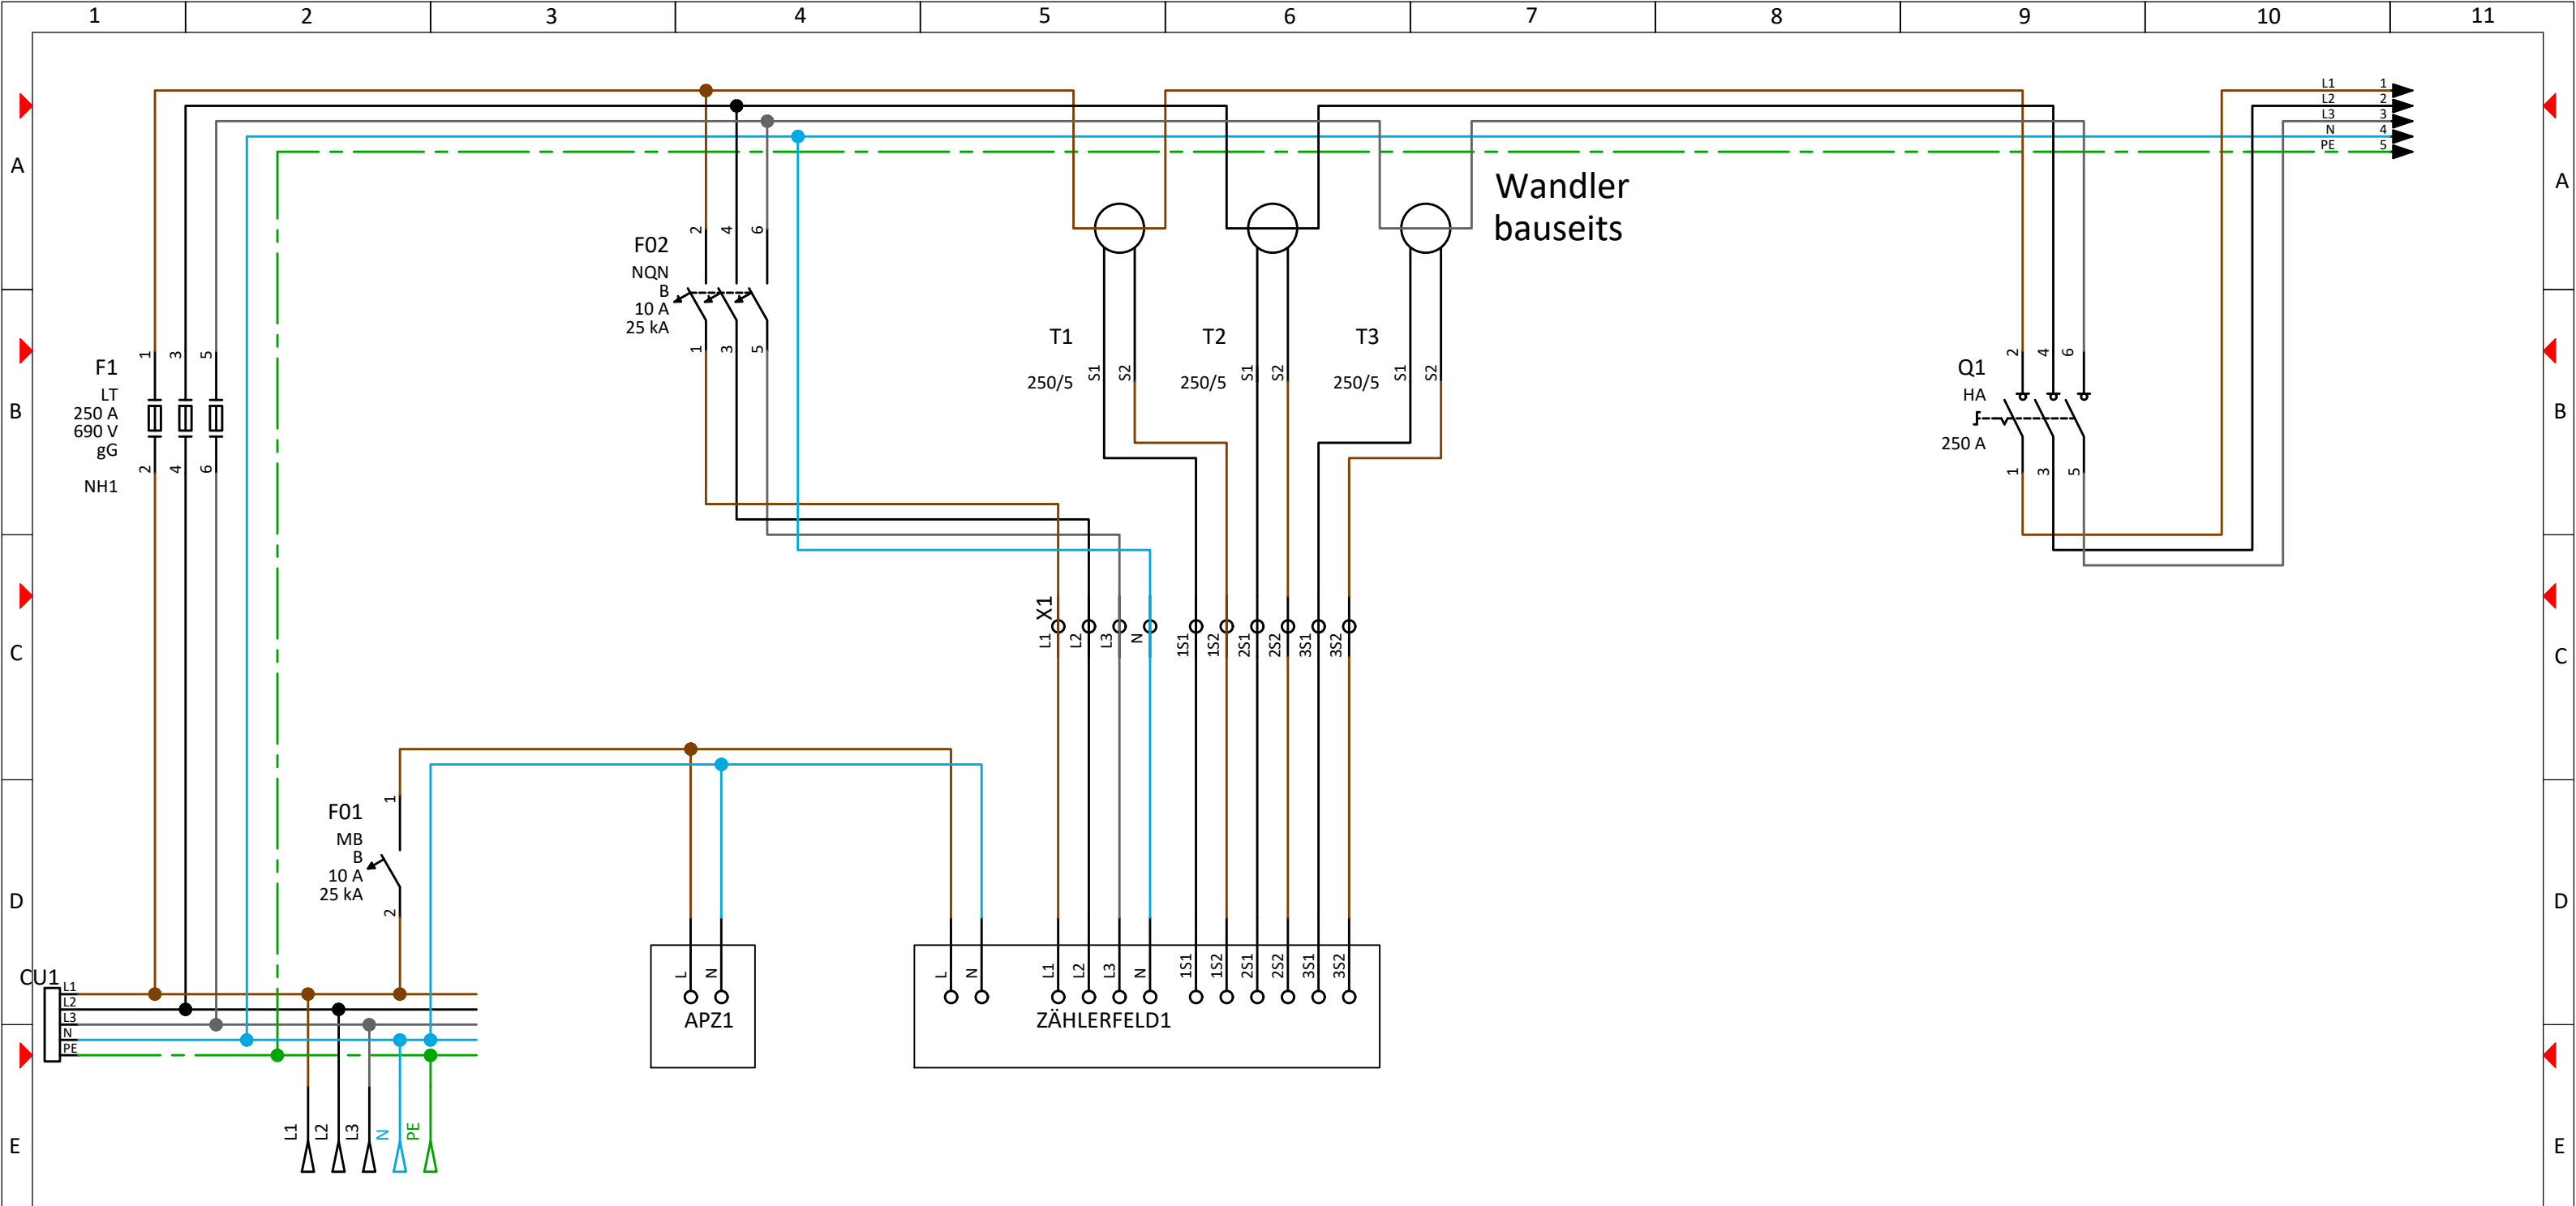 1 2 3 4 5 6 7 8 9 10 11
L1 1
L2 2
L3 3
N 4
PE 5
A A
Wandler
bauseits
F02
NQN
B
10 A
25 kA
2 4 6
1 3 5
F1
LT
250 A
690 V
gG
NH1
1 3 5
2 4 6
T1
250/5
S1 S2
T2
250/5
S1 S2
T3
250/5
S1 S2
Q1
HA
250 A
2 4 6
1 3 5
B B
X1
L1 L2 L3 N 1S1 1S2 2S1 2S2 3S1 3S2
C C
F01
MB
B
10 A
25 kA
1
2
D D
CU1
L1
L2
L3
N
PE
L N
APZ1
L N L1 L2 L3 N 1S1 1S2 2S1 2S2 3S1 3S2
ZÄHLERFELD1
L1 L2 L3 N PE
E E